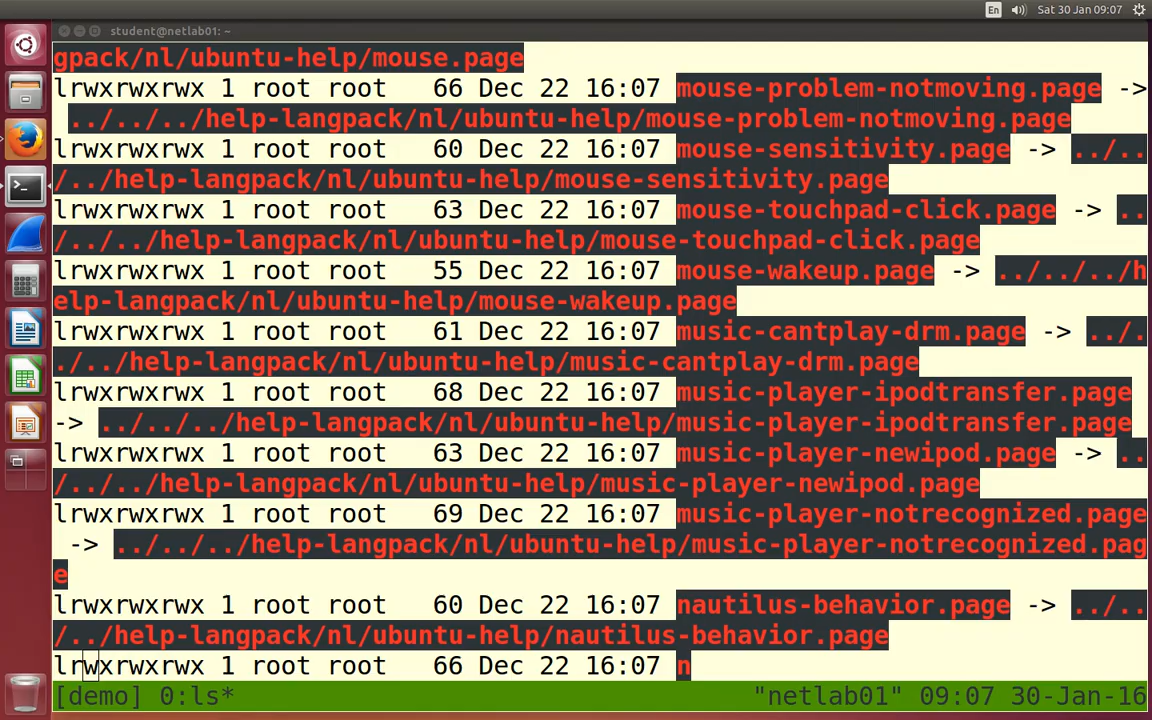 En
Sat 30 Jan 09:07
student@netlab01: ~
gpack/nl/ubuntu-help/mouse.page
lrwxrwxrwx 1 root root   66 Dec 22 16:07 mouse-problem-notmoving.page ->
 ../../../help-langpack/nl/ubuntu-help/mouse-problem-notmoving.page
lrwxrwxrwx 1 root root   60 Dec 22 16:07 mouse-sensitivity.page -> ../..
/../help-langpack/nl/ubuntu-help/mouse-sensitivity.page
lrwxrwxrwx 1 root root   63 Dec 22 16:07 mouse-touchpad-click.page -> ..
/../../help-langpack/nl/ubuntu-help/mouse-touchpad-click.page
lrwxrwxrwx 1 root root   55 Dec 22 16:07 mouse-wakeup.page -> ../../../h
elp-langpack/nl/ubuntu-help/mouse-wakeup.page
lrwxrwxrwx 1 root root   61 Dec 22 16:07 music-cantplay-drm.page -> ../.
./../help-langpack/nl/ubuntu-help/music-cantplay-drm.page
lrwxrwxrwx 1 root root   68 Dec 22 16:07 music-player-ipodtransfer.page
-> ../../../help-langpack/nl/ubuntu-help/music-player-ipodtransfer.page
lrwxrwxrwx 1 root root   63 Dec 22 16:07 music-player-newipod.page -> ..
/../../help-langpack/nl/ubuntu-help/music-player-newipod.page
lrwxrwxrwx 1 root root   69 Dec 22 16:07 music-player-notrecognized.page
 -> ../../../help-langpack/nl/ubuntu-help/music-player-notrecognized.pag
e
lrwxrwxrwx 1 root root   60 Dec 22 16:07 nautilus-behavior.page -> ../..
/../help-langpack/nl/ubuntu-help/nautilus-behavior.page
lrwxrwxrwx 1 root root   66 Dec 22 16:07 n
[demo] 0:ls* "netlab01" 09:07 30-Jan-16